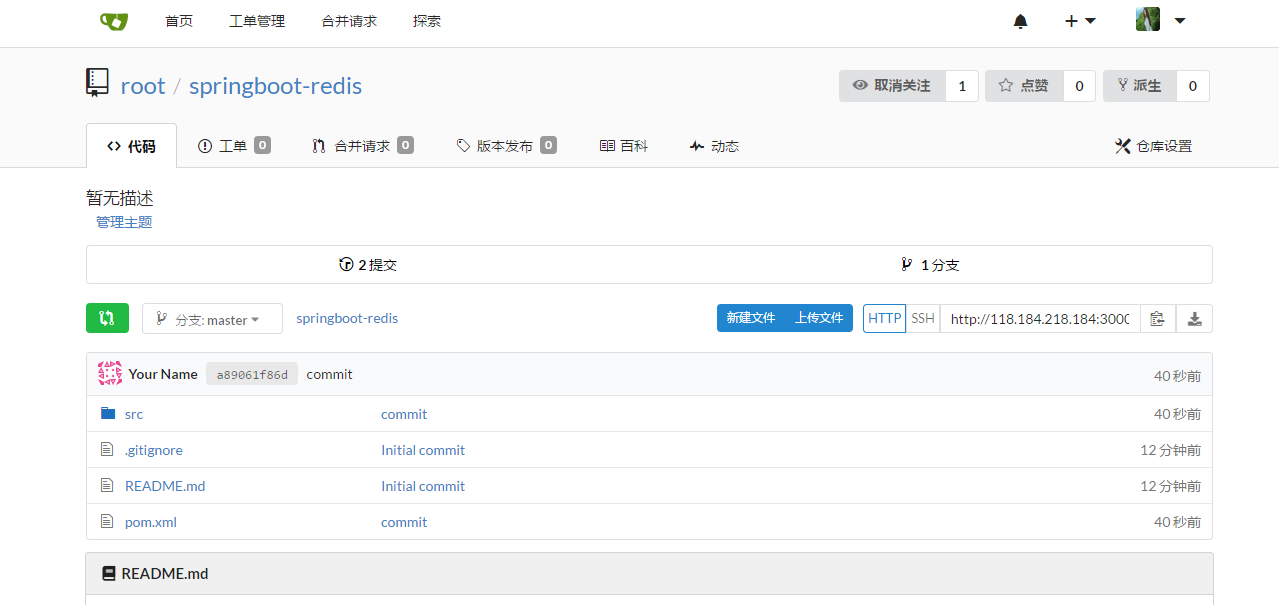 首页 工单管理 合并请求 探索
root / springboot-redis 取消关注 1 点赞 0 派生 0
代码 工单 0 合并请求 0 版本发布 0 百科 动态 仓库设置
暂无描述
管理主题
2 提交 1 分支
分支: master springboot-redis 新建文件 上传文件 HTTP SSH http://118.184.218.184:3000
Your Name a89061f86d commit 40 秒前
src commit 40 秒前
.gitignore Initial commit 12 分钟前
README.md Initial commit 12 分钟前
pom.xml commit 40 秒前
README.md